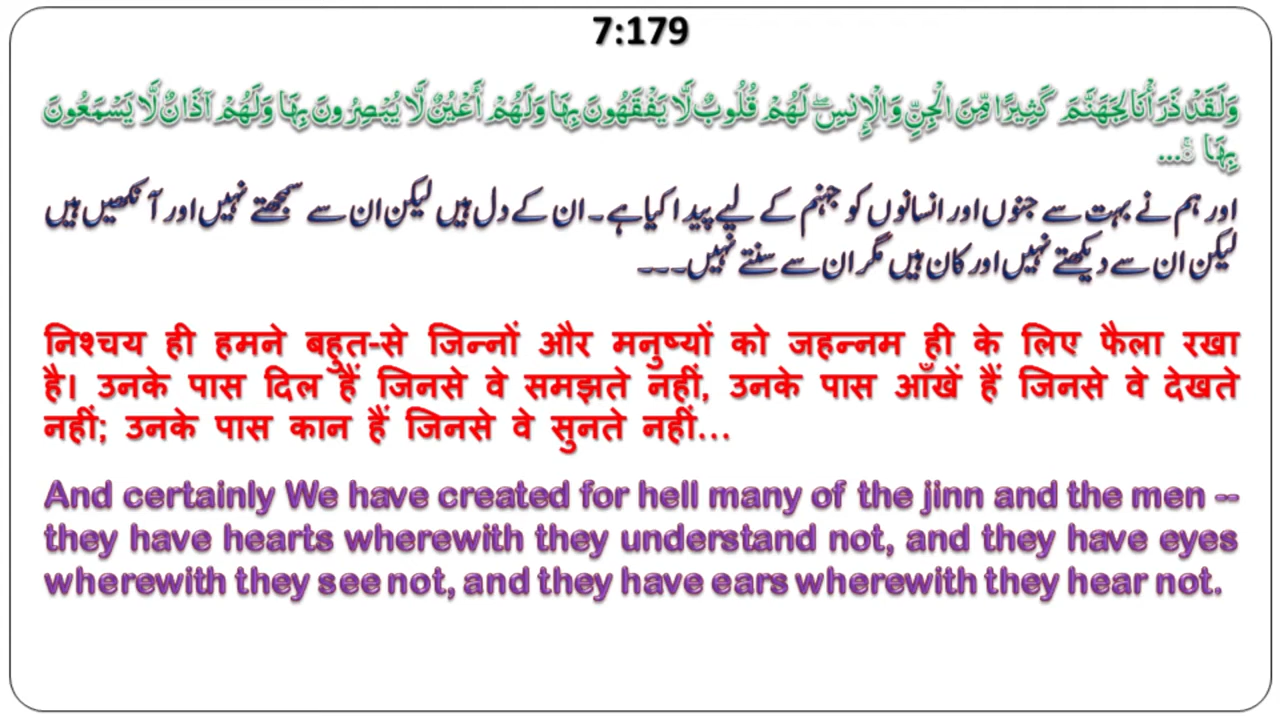 7:179
وَلَقَدْ ذَرَأْنَا لِجَهَنَّمَ كَثِيرًا مِّنَ الْجِنِّ وَالْإِنسِ ۖ لَهُمْ قُلُوبٌ لَّا يَفْقَهُونَ بِهَا وَلَهُمْ أَعْيُنٌ لَّا يُبْصِرُونَ بِهَا وَلَهُمْ آذَانٌ لَّا يَسْمَعُونَ
بِهَا ۚ...
اور ہم نے بہت سے جنوں اور انسانوں کو جہنم کے لیے پیدا کیا ہے۔ ان کے دل ہیں لیکن ان سے سمجھتے نہیں اور آنکھیں ہیں
لیکن ان سے دیکھتے نہیں اور کان ہیں مگر ان سے سنتے نہیں۔۔۔
निश्चय ही हमने बहुत-से जिन्नों और मनुष्यों को जहन्नम ही के लिए फैला रखा
है। उनके पास दिल हैं जिनसे वे समझते नहीं, उनके पास आँखें हैं जिनसे वे देखते
नहीं; उनके पास कान हैं जिनसे वे सुनते नहीं...
And certainly We have created for hell many of the jinn and the men --
they have hearts wherewith they understand not, and they have eyes
wherewith they see not, and they have ears wherewith they hear not.